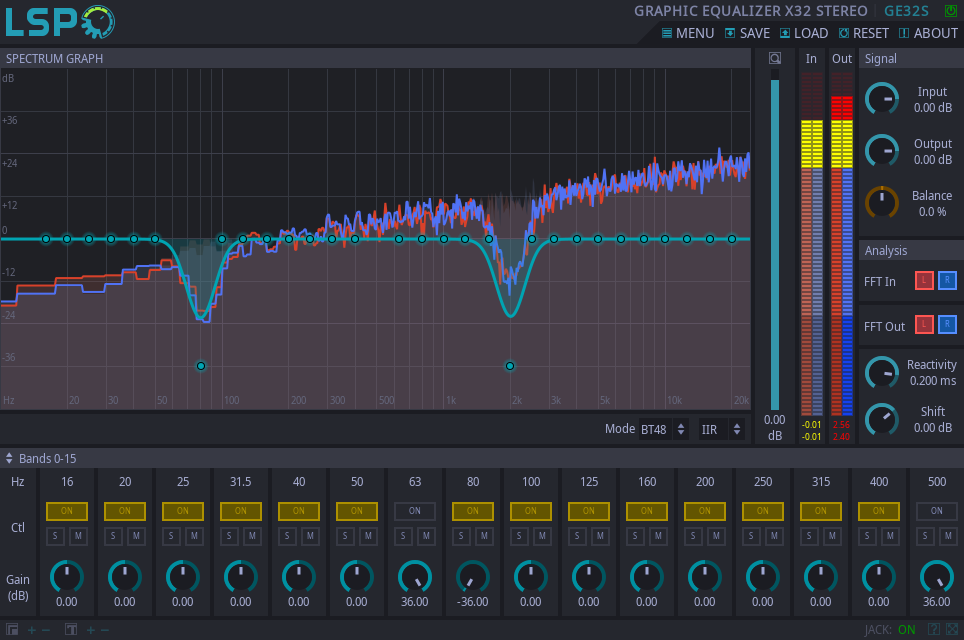 LSP
GRAPHIC EQUALIZER X32 STEREO GE32S
MENU SAVE LOAD RESET ABOUT
SPECTRUM GRAPH
In Out
Signal
dB
+36
+24
+12
0
-12
-24
-36
Hz 20 30 50 100 200 300 500 1k 2k 3k 5k 10k 20k
Input
0.00 dB
Output
0.00 dB
Balance
0.0 %
Analysis
FFT In L R
FFT Out L R
Reactivity
0.200 ms
Shift
0.00 dB
0.00
dB
-0.01 2.56
-0.01 2.40
Mode BT48 IIR
Bands 0-15
Hz 16 20 25 31.5 40 50 63 80 100 125 160 200 250 315 400 500
ON ON ON ON ON ON ON ON ON ON ON ON ON ON ON ON
Ctl
S M S M S M S M S M S M S M S M S M S M S M S M S M S M S M S M
Gain
(dB)
0.00 0.00 0.00 0.00 0.00 0.00 36.00 -36.00 0.00 0.00 0.00 0.00 0.00 0.00 0.00 36.00
JACK: ON